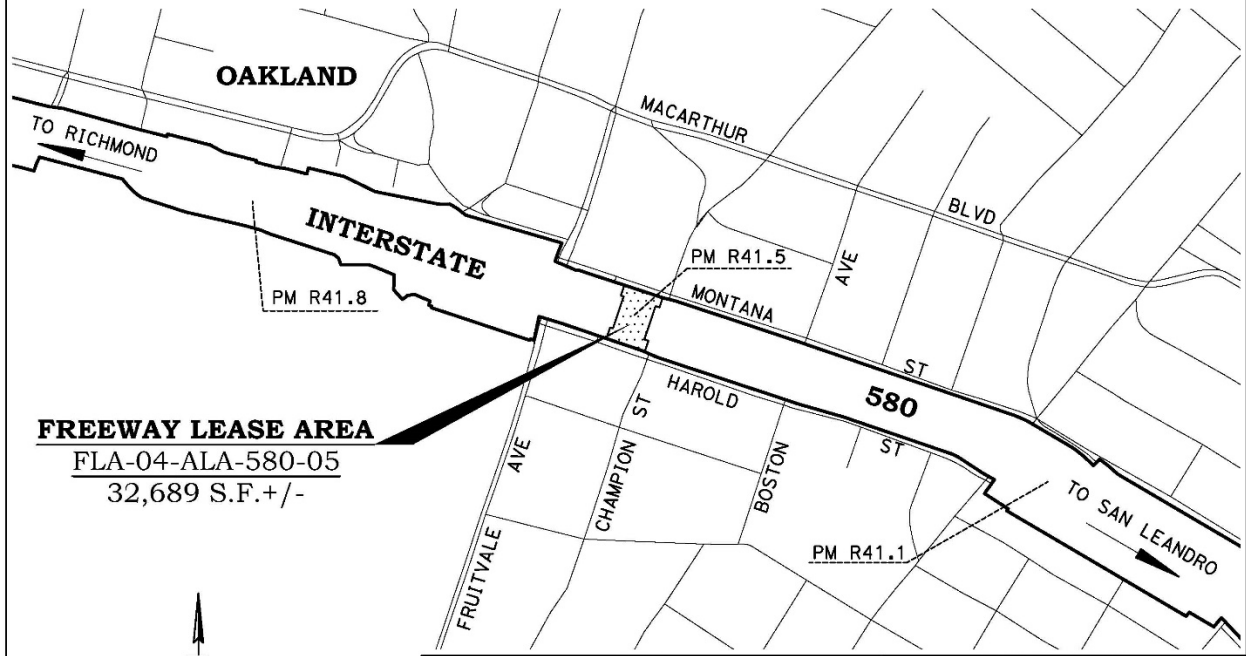 OAKLAND
TO RICHMOND
MACARTHUR
BLVD
INTERSTATE
PM R41.5
PM R41.8
MONTANA
AVE
ST
HAROLD
580
ST
FREEWAY LEASE AREA
FLA-04-ALA-580-05
32,689 S.F.+/-
AVE
FRUITVALE
ST
CHAMPION
BOSTON
PM R41.1
TO SAN LEANDRO